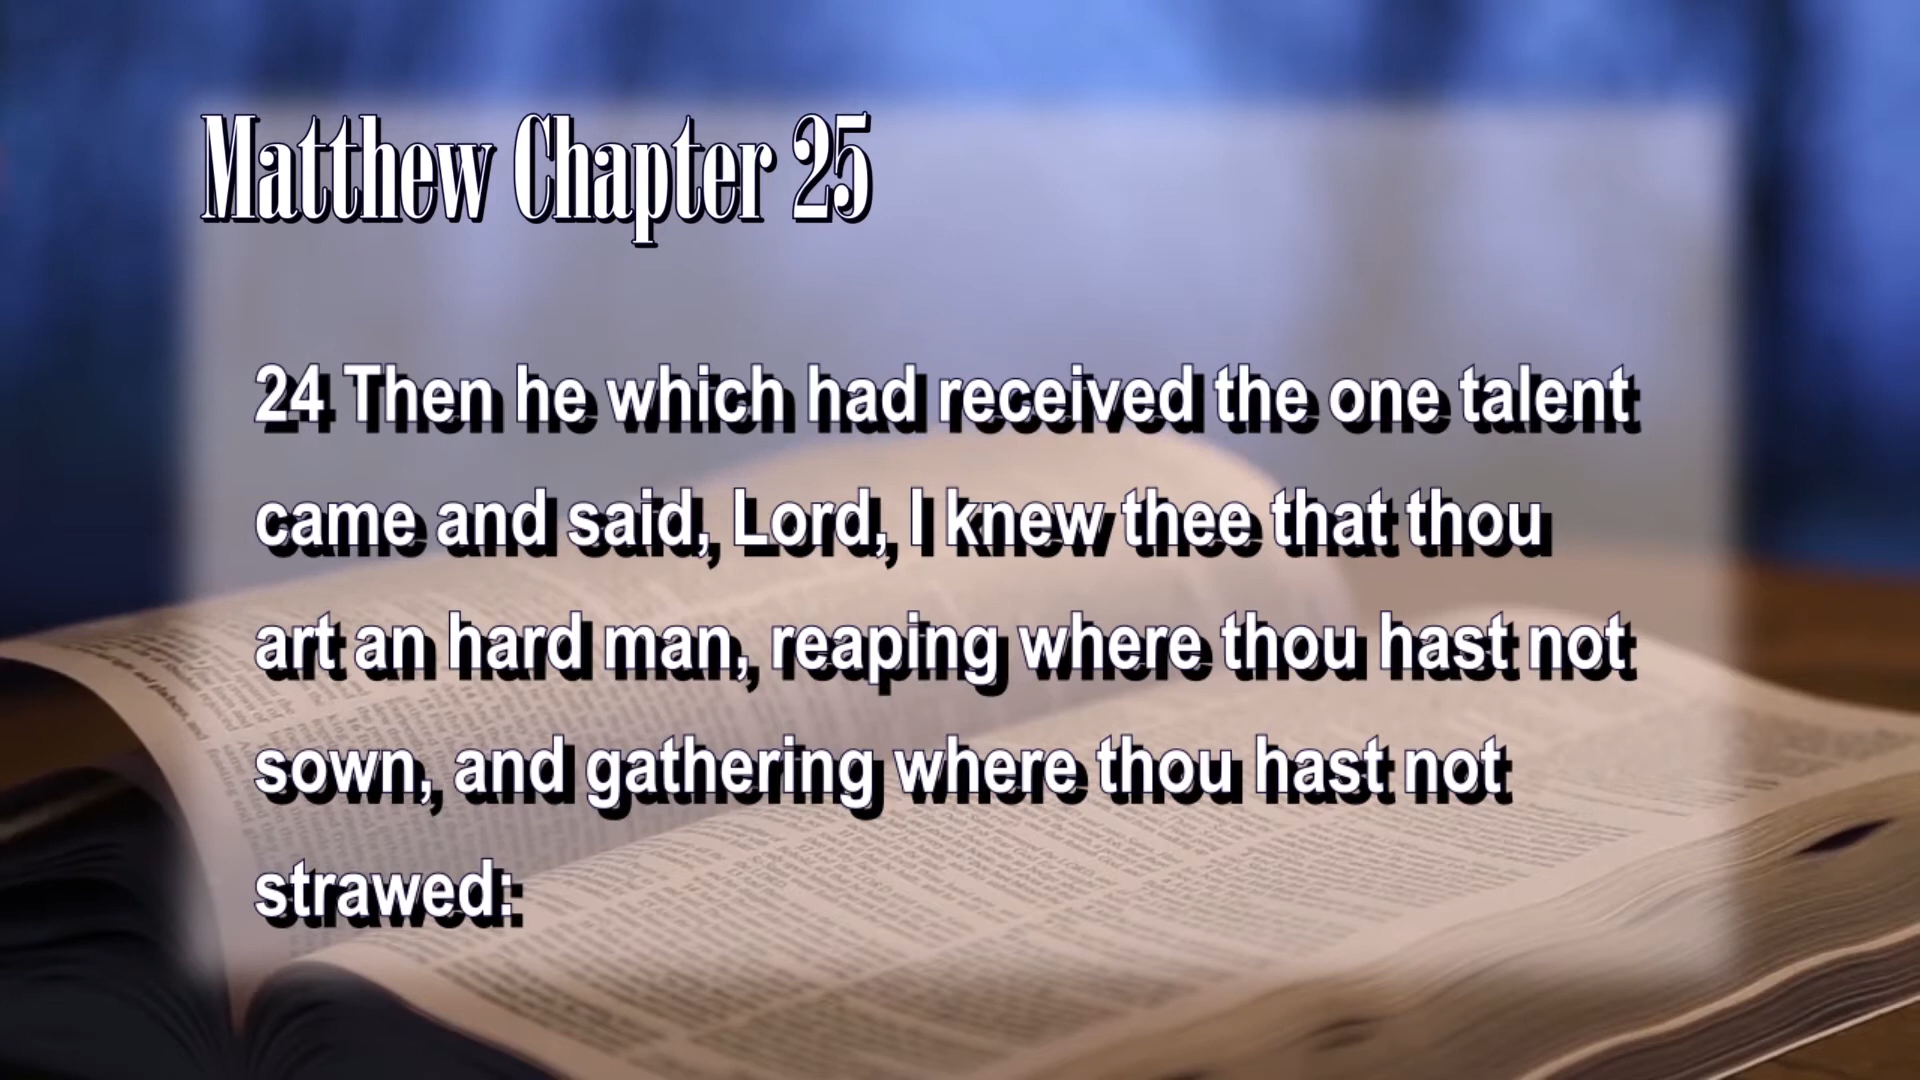 Matthew Chapter 25
24 Then he which had received the one talent
came and said, Lord, I knew thee that thou
art an hard man, reaping where thou hast not
sown, and gathering where thou hast not
strawed: